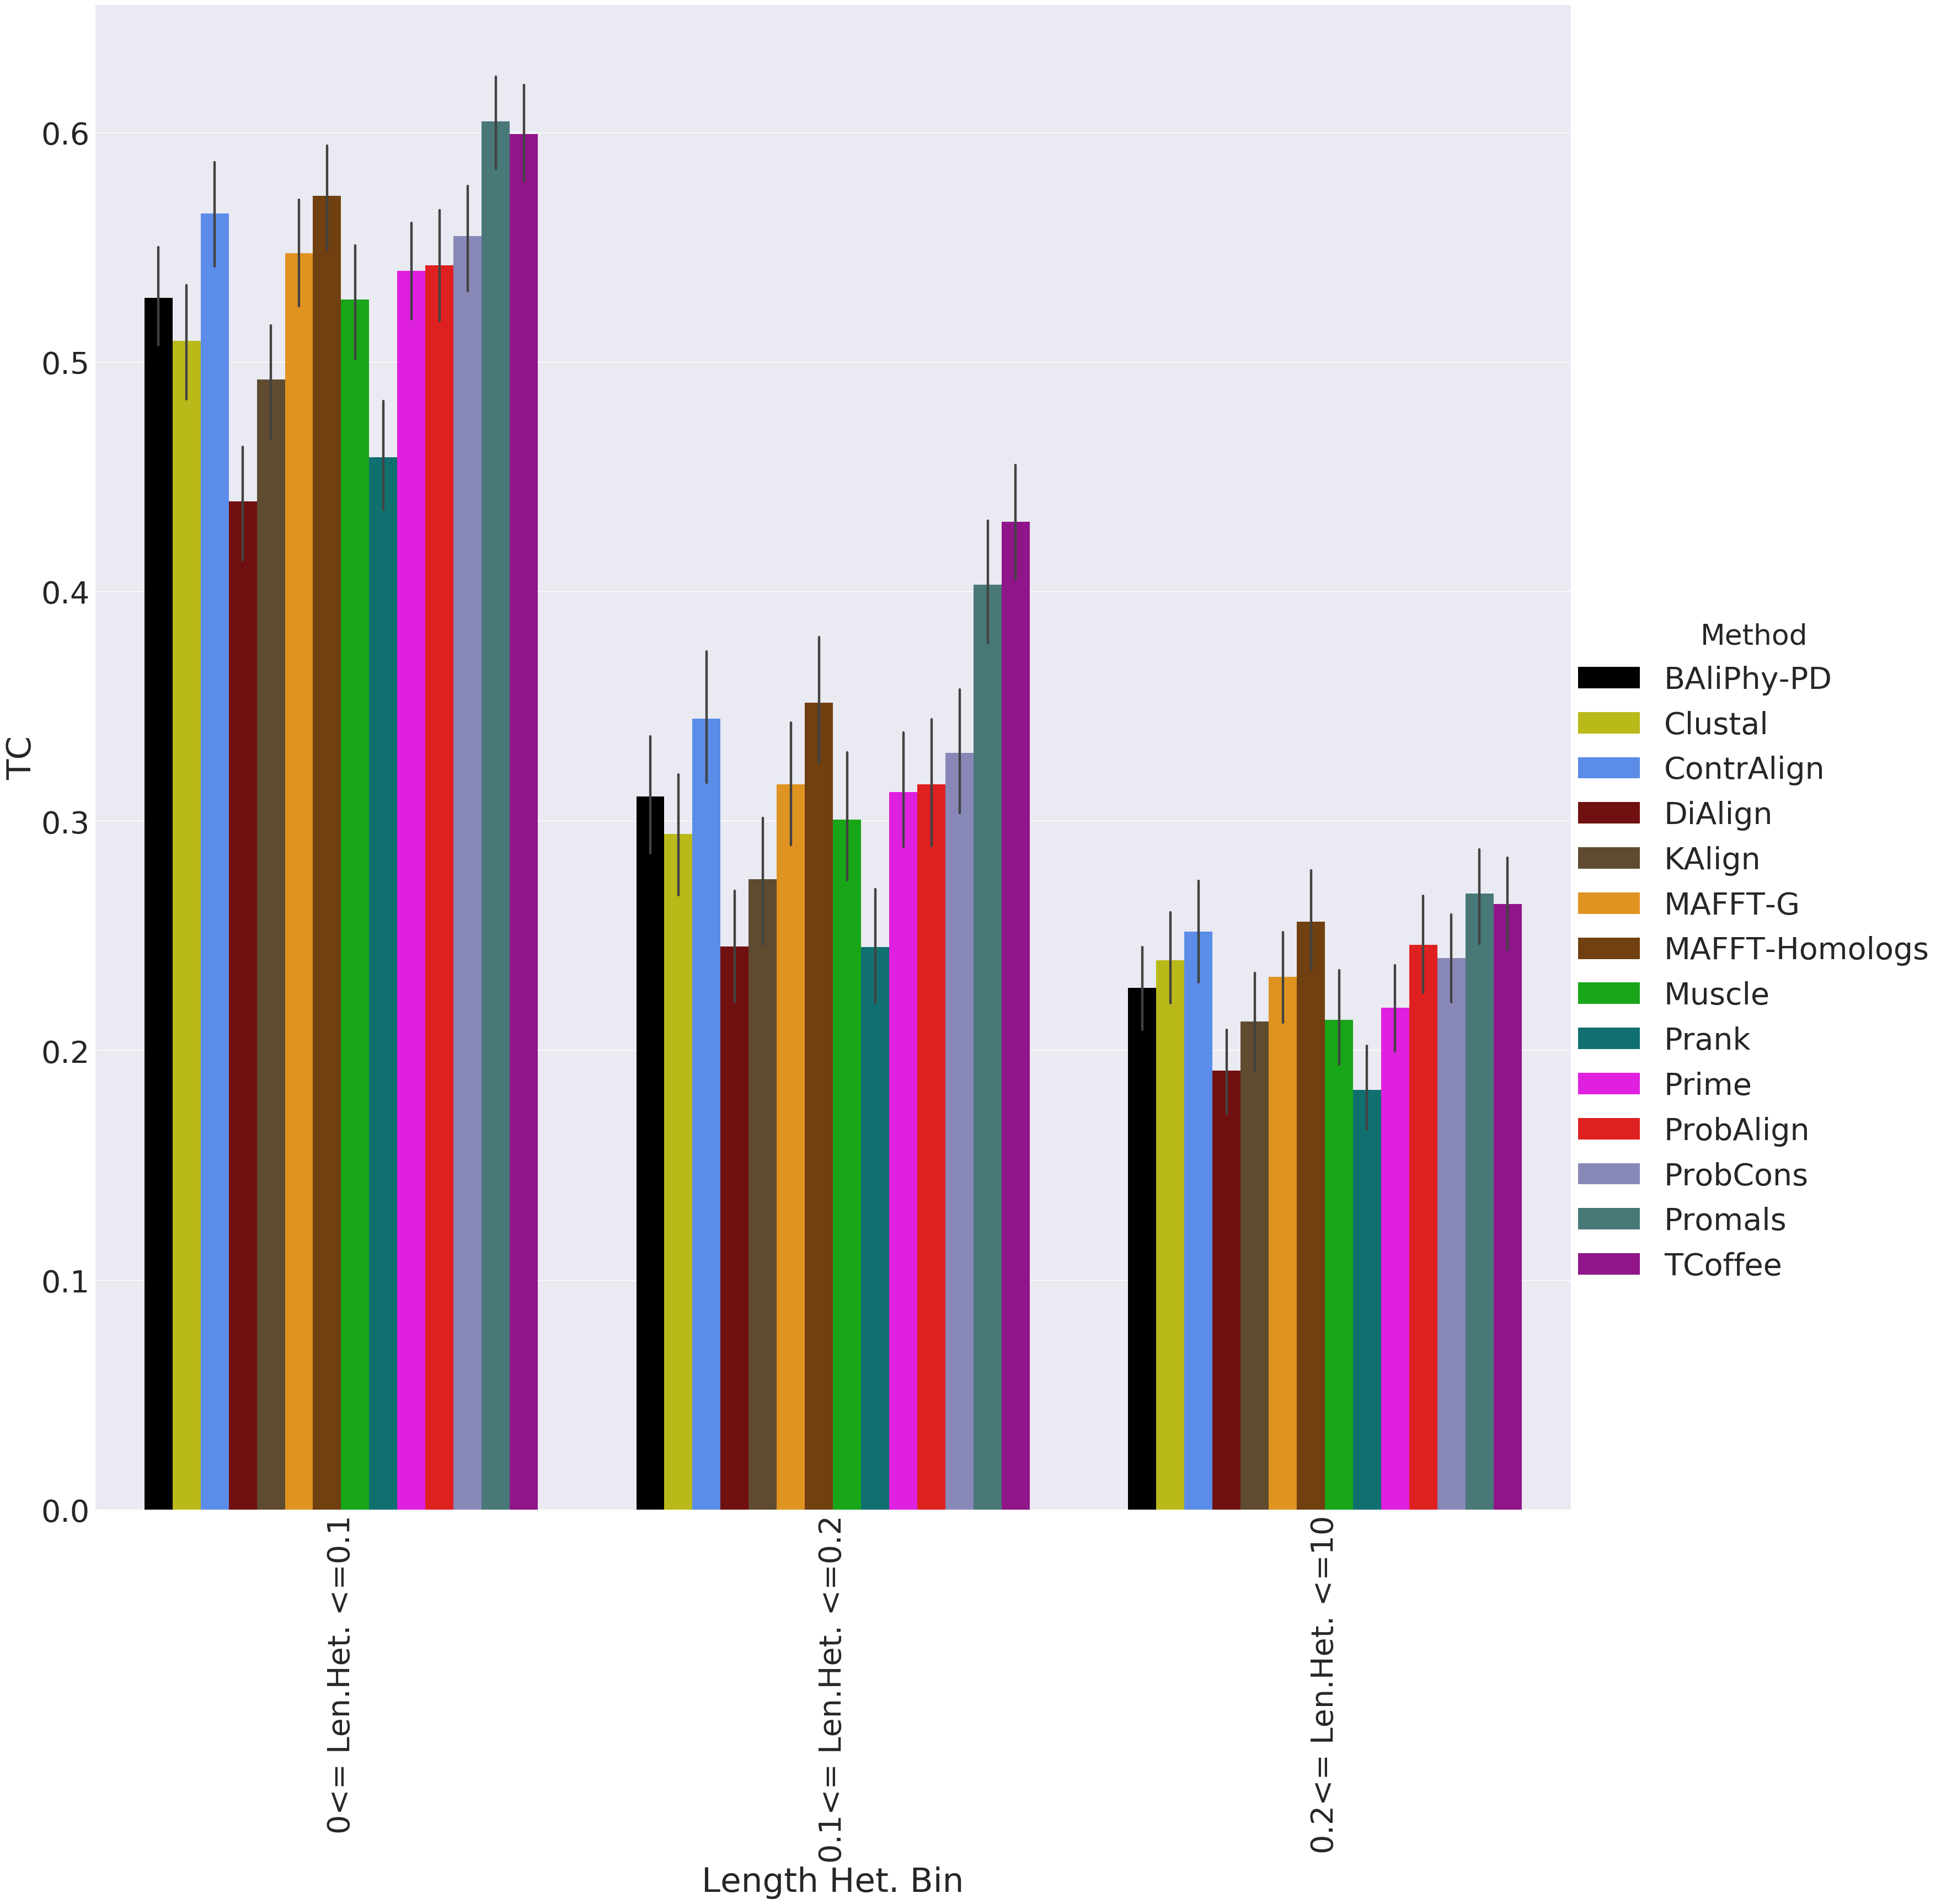 0.6
0.5
0.4
0.3
0.2
0.1
0.0
TC
0<= Len.Het. <=0.1
0.1<= Len.Het. <=0.2
0.2<= Len.Het. <=10
Length Het. Bin
Method
BAliPhy-PD
Clustal
ContrAlign
DiAlign
KAlign
MAFFT-G
MAFFT-Homologs
Muscle
Prank
Prime
ProbAlign
ProbCons
Promals
TCoffee